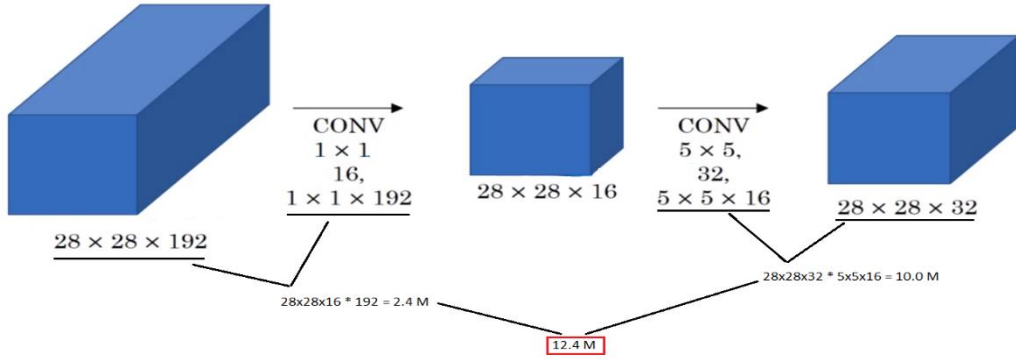 CONV
1 × 1
16,
1 × 1 × 192
CONV
5 × 5,
32,
5 × 5 × 16
28 × 28 × 192
28 × 28 × 16
28 × 28 × 32
28x28x16 * 192 = 2.4 M
28x28x32 * 5x5x16 = 10.0 M
12.4 M